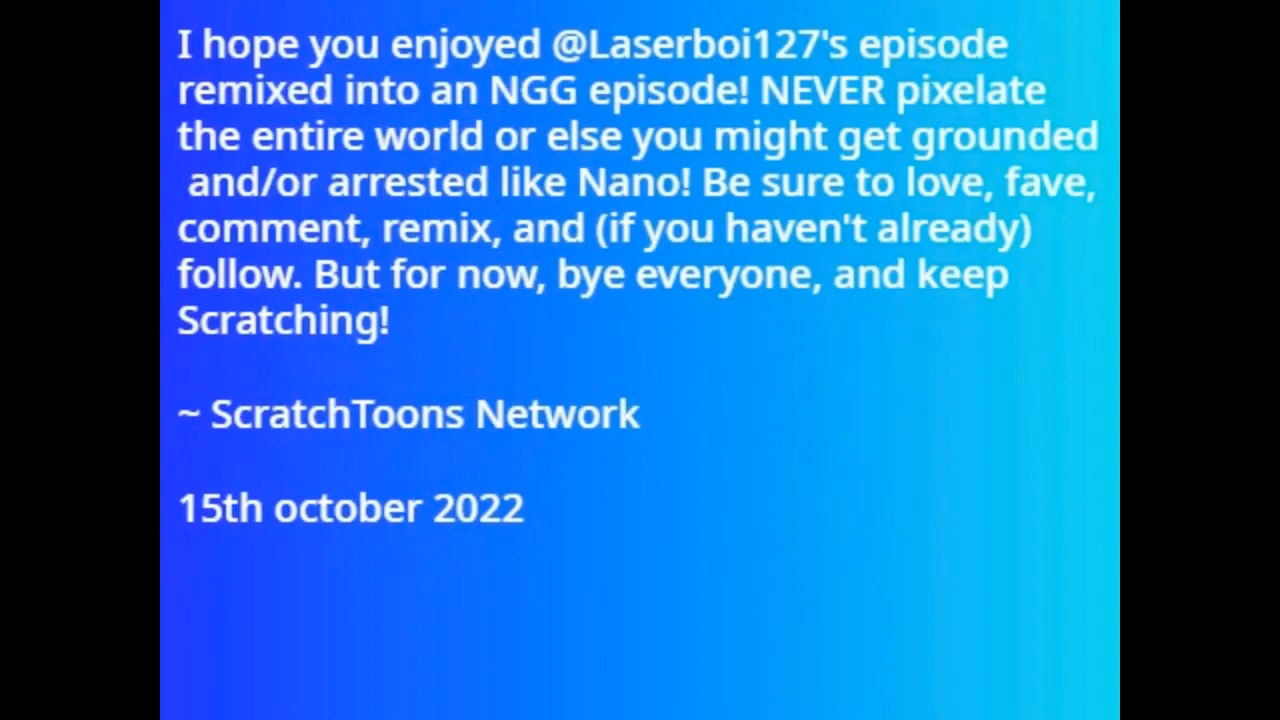 I hope you enjoyed @Laserboi127's episode
remixed into an NGG episode! NEVER pixelate
the entire world or else you might get grounded
and/or arrested like Nano! Be sure to love, fave,
comment, remix, and (if you haven't already)
follow. But for now, bye everyone, and keep
Scratching!
~ ScratchToons Network
15th october 2022